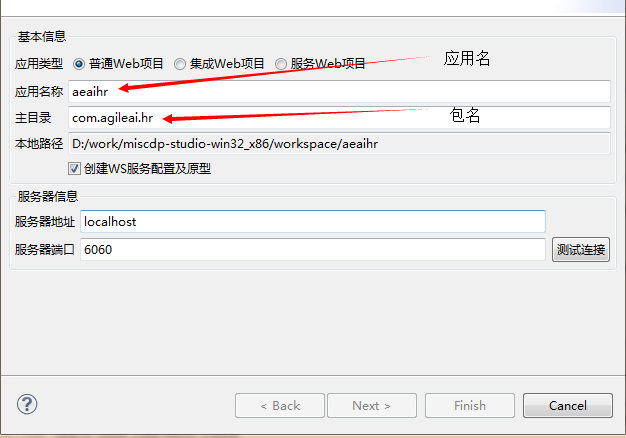 基本信息
应用类型 普通Web项目 集成Web项目 服务Web项目 应用名
应用名称 aeaihr
主目录 com.agileai.hr 包名
本地路径 D:/work/miscdp-studio-win32_x86/workspace/aeaihr
创建WS服务配置及原型
服务器信息
服务器地址 localhost
服务器端口 6060 测试连接
? < Back Next > Finish Cancel